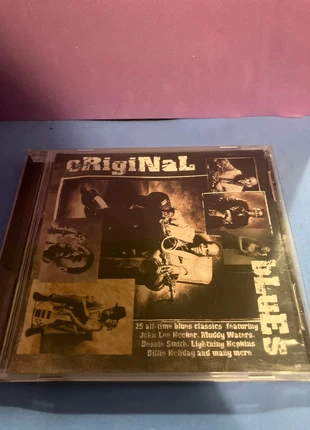 oRigiNaL
bluEs
25 all-time blues classics featuring
John Lee Hooker, Muddy Waters,
Bessie Smith, Lightning Hopkins
Billie Holiday and many more